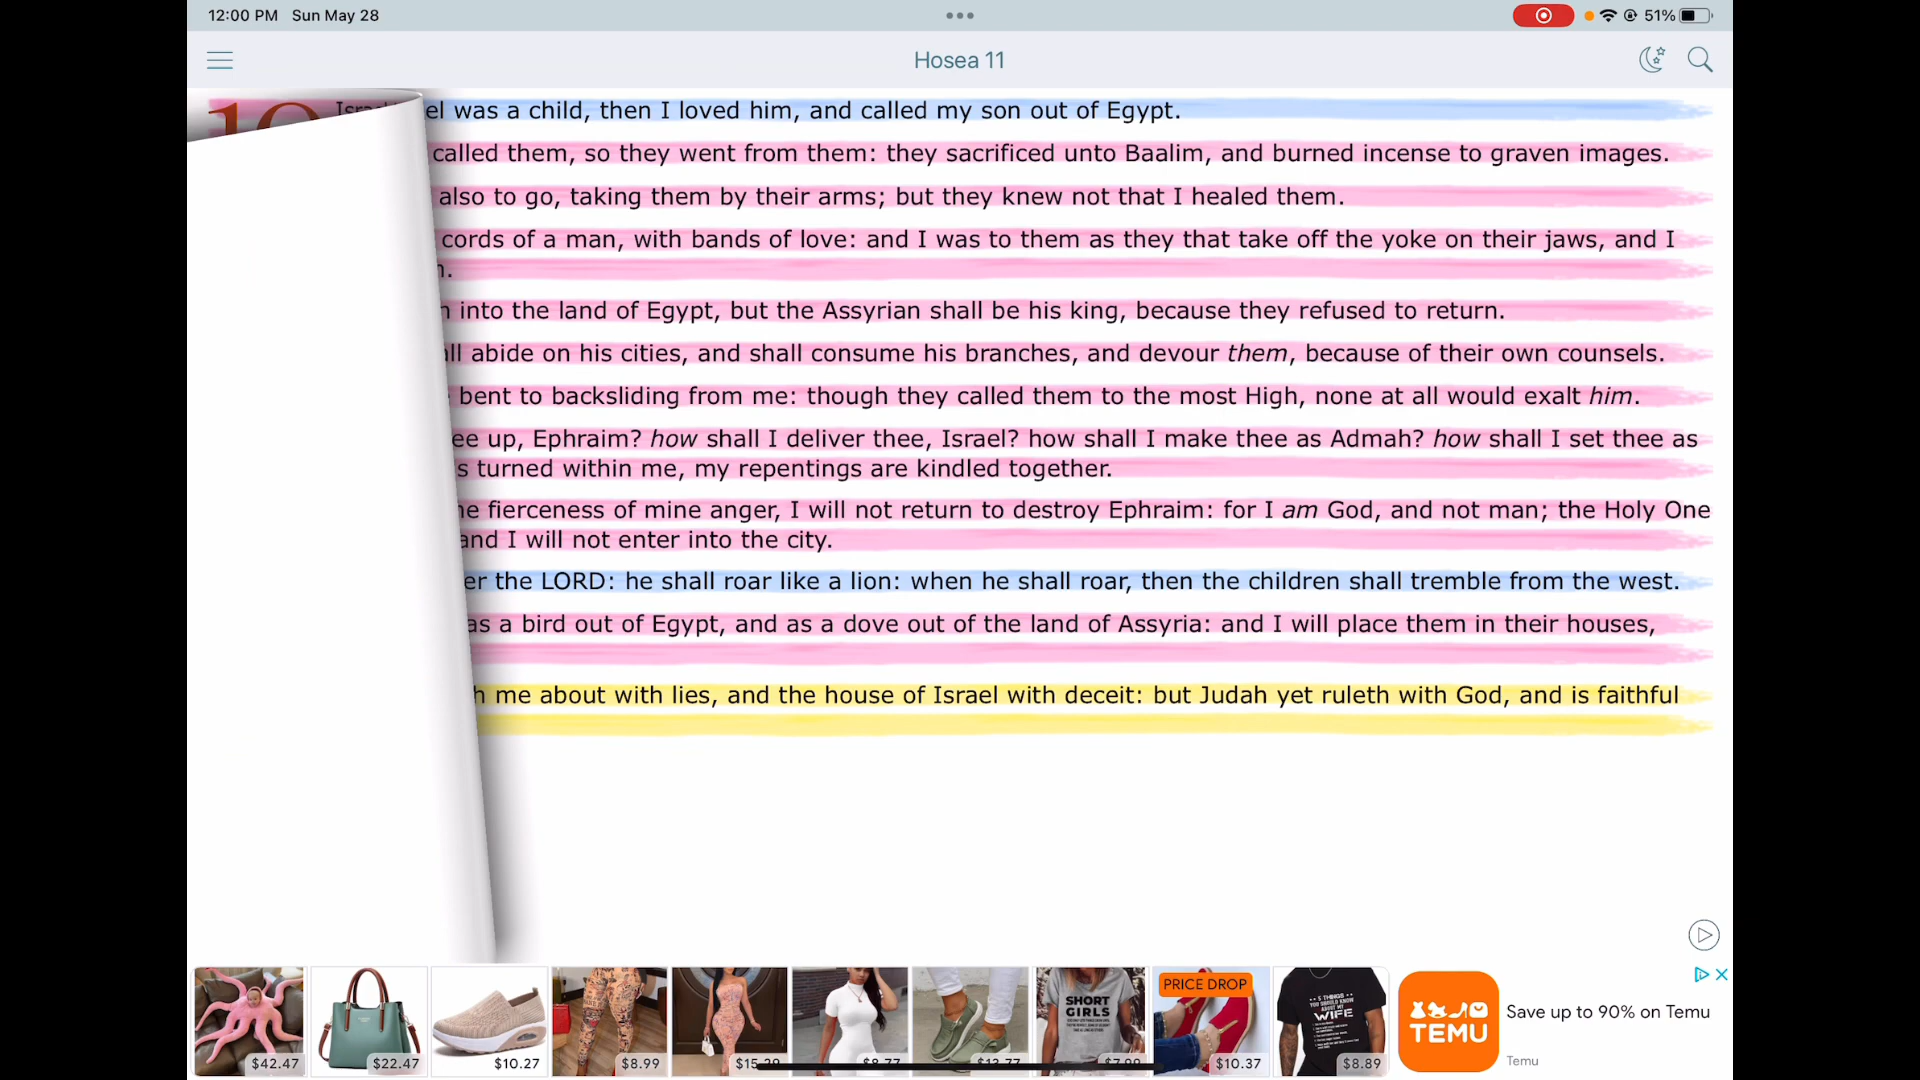 12:00 PM Sun May 28
51%
Hosea 11
10
el was a child, then I loved him, and called my son out of Egypt.
called them, so they went from them: they sacrificed unto Baalim, and burned incense to graven images.
also to go, taking them by their arms; but they knew not that I healed them.
cords of a man, with bands of love: and I was to them as they that take off the yoke on their jaws, and I
into the land of Egypt, but the Assyrian shall be his king, because they refused to return.
ll abide on his cities, and shall consume his branches, and devour them, because of their own counsels.
bent to backsliding from me: though they called them to the most High, none at all would exalt him.
ee up, Ephraim? how shall I deliver thee, Israel? how shall I make thee as Admah? how shall I set thee as
s turned within me, my repentings are kindled together.
he fierceness of mine anger, I will not return to destroy Ephraim: for I am God, and not man; the Holy One
and I will not enter into the city.
er the LORD: he shall roar like a lion: when he shall roar, then the children shall tremble from the west.
as a bird out of Egypt, and as a dove out of the land of Assyria: and I will place them in their houses,
h me about with lies, and the house of Israel with deceit: but Judah yet ruleth with God, and is faithful
$42.47
$22.47
$10.27
$8.99
SHORT
GIRLS
PRICE DROP
$10.37
5 THINGS
YOU SHOULD KNOW
ABOUT MY
WIFE
$8.89
TEMU
Save up to 90% on Temu
Temu